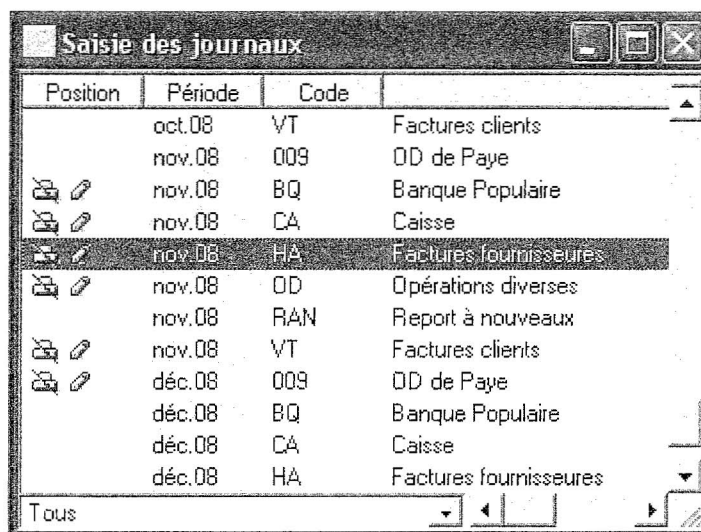 Saisie des journaux
Position Période Code
oct.08 VT Factures clients
nov.08 009 OD de Paye
nov.08 BQ Banque Populaire
nov.08 CA Caisse
nov.08 HA Factures fournisseures
nov.08 OD Opérations diverses
nov.08 RAN Report à nouveaux
nov.08 VT Factures clients
déc.08 009 OD de Paye
déc.08 BQ Banque Populaire
déc.08 CA Caisse
déc.08 HA Factures fournisseures
Tous